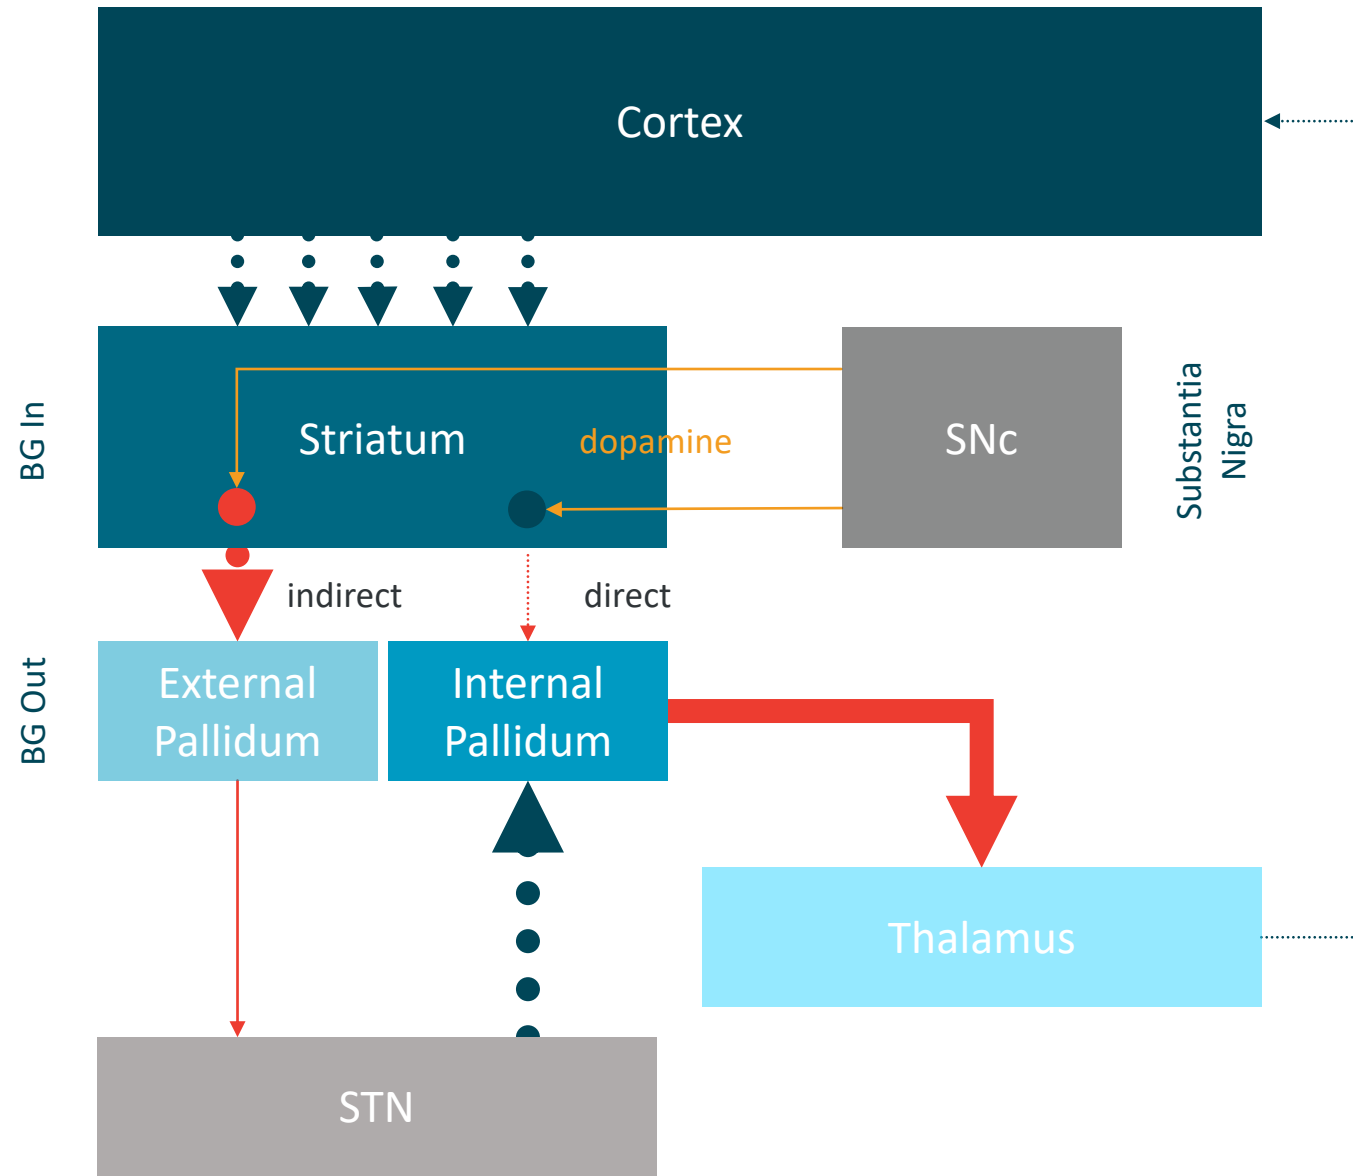 Cortex
BG In
Striatum
dopamine
SNc
Substantia
Nigra
indirect
direct
BG Out
External
Pallidum
Internal
Pallidum
Thalamus
STN